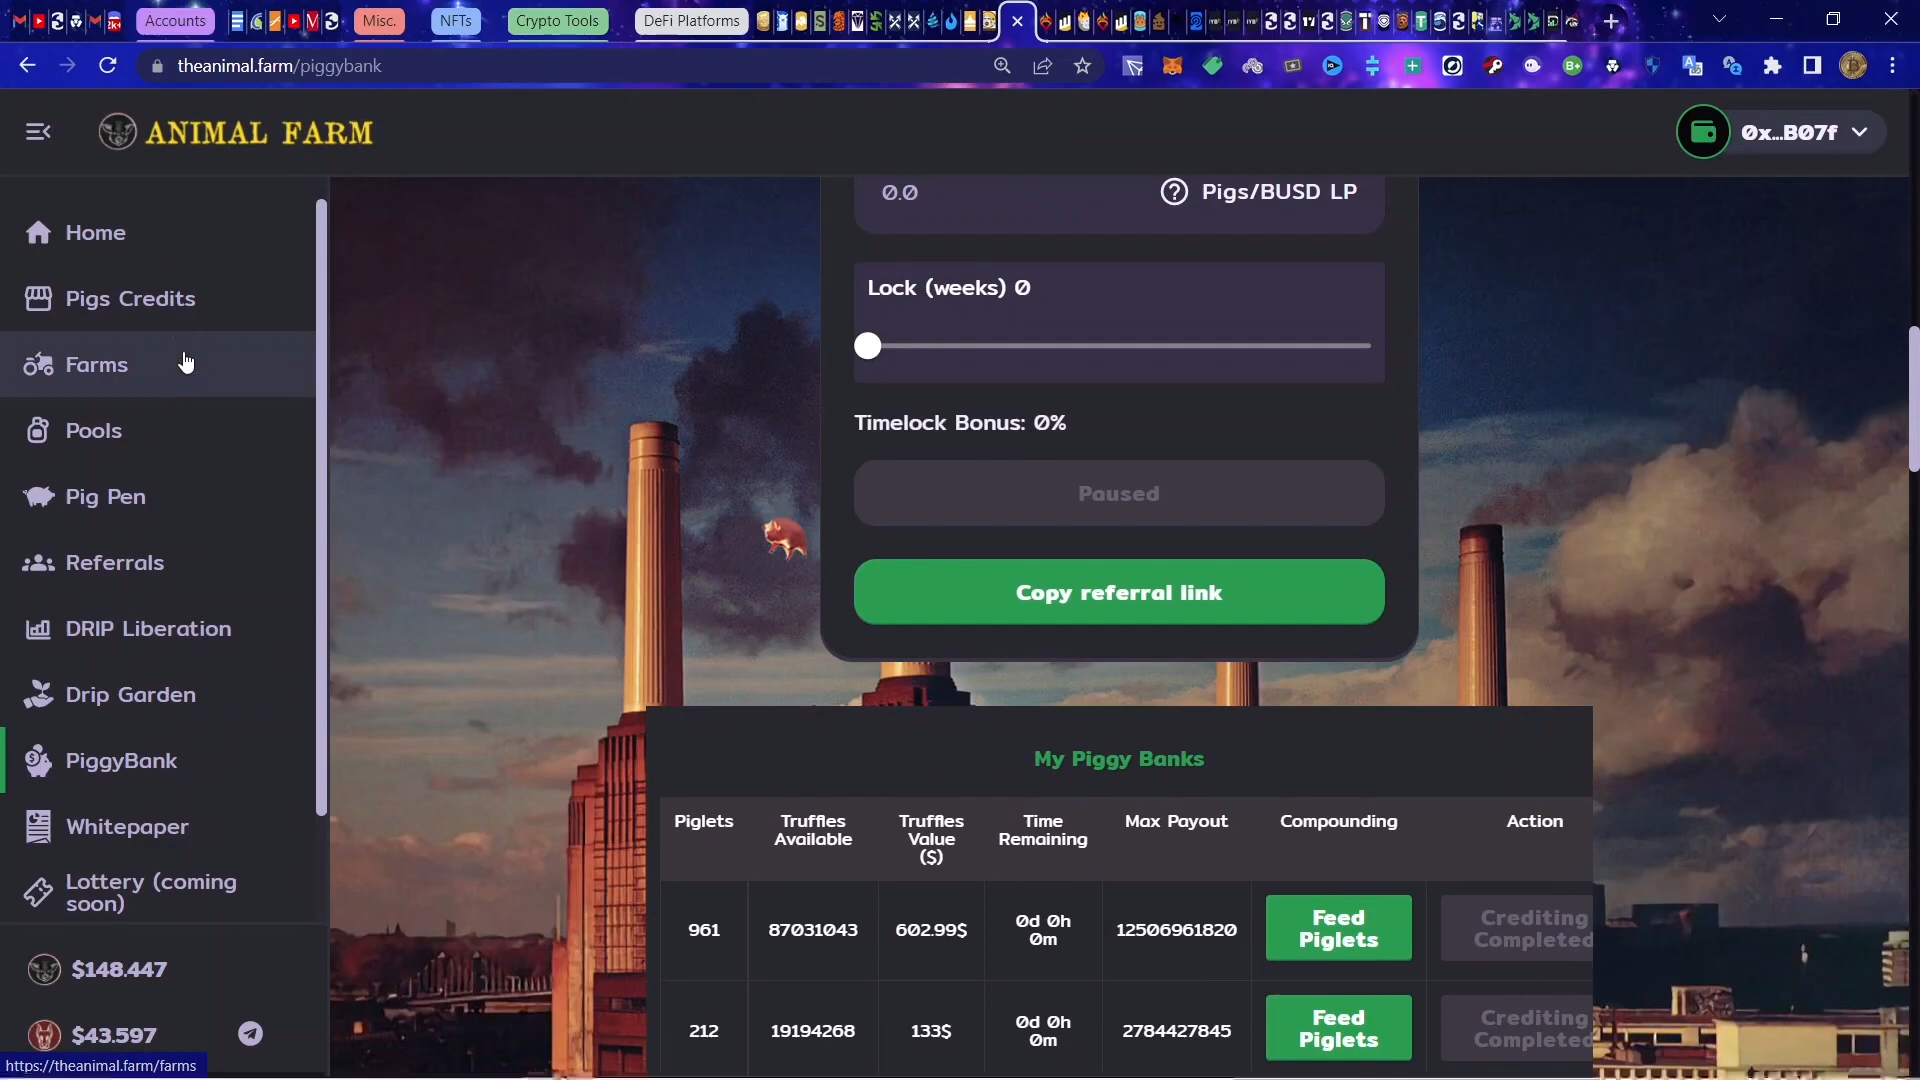 Accounts
Misc.
NFTs
Crypto Tools
DeFi Platforms
theanimal.farm/piggybank
ANIMAL FARM
0x...B07f
Home
Pigs Credits
Farms
Pools
Pig Pen
Referrals
DRIP Liberation
Drip Garden
PiggyBank
Whitepaper
Lottery (coming
soon)
$148.447
$43.597
https://theanimal.farm/farms
0.0
Pigs/BUSD LP
Lock (weeks) 0
Timelock Bonus: 0%
Paused
Copy referral link
My Piggy Banks
Piglets
Truffles
Available
Truffles
Value
($)
Time
Remaining
Max Payout
Compounding
Action
961
87031043
602.99$
0d 0h
0m
12506961820
Feed
Piglets
Crediting
Completed
212
19194268
133$
0d 0h
0m
2784427845
Feed
Piglets
Crediting
Completed